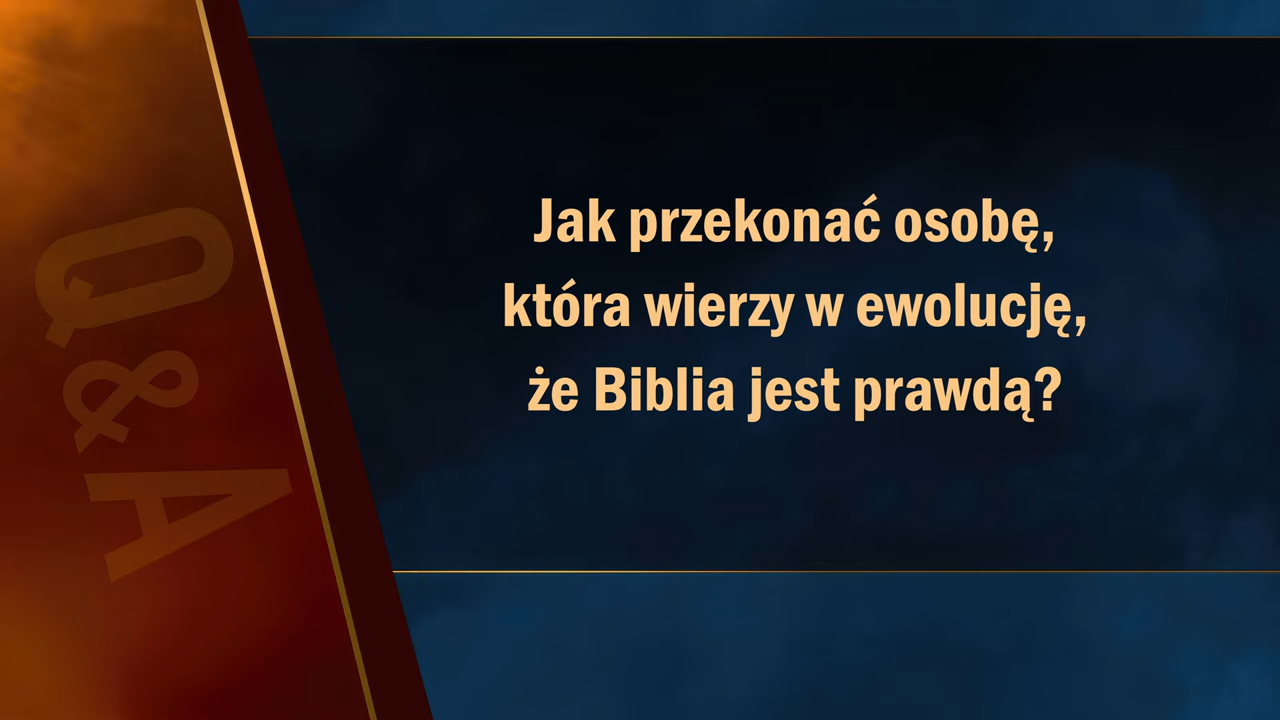 Q&A
Jak przekonać osobę,
która wierzy w ewolucję,
że Biblia jest prawdą?